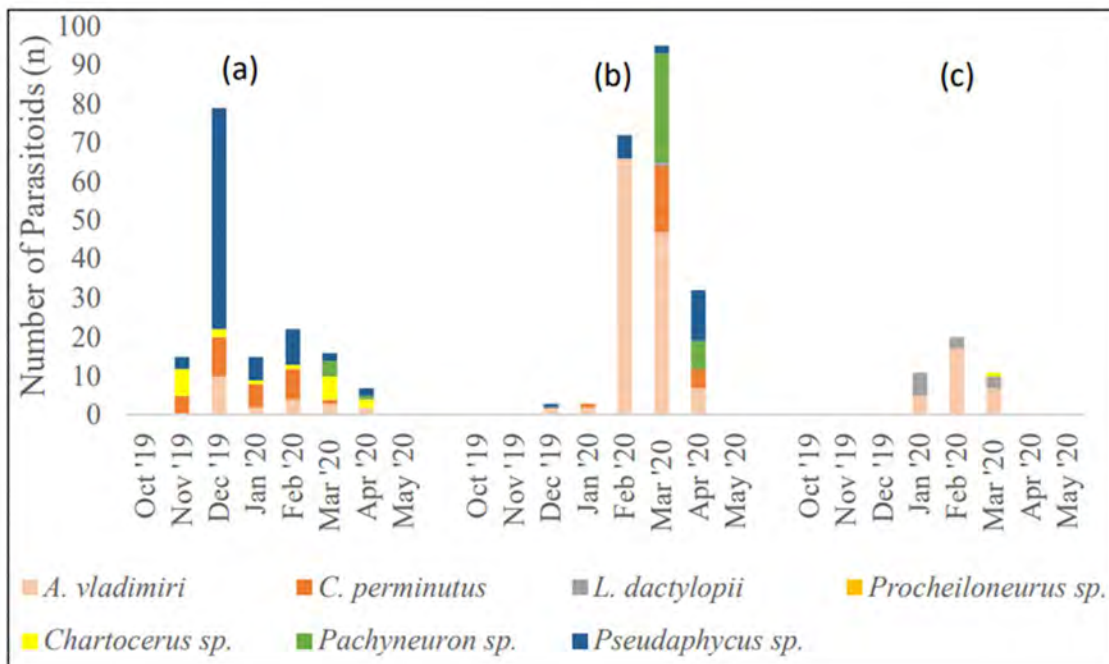 Number of Parasitoids (n)
100
90
80
70
60
50
40
30
20
10
0
(a)
(b)
(c)
Oct '19
Nov '19
Dec '19
Jan '20
Feb '20
Mar '20
Apr '20
May '20
Oct '19
Nov '19
Dec '19
Jan '20
Feb '20
Mar '20
Apr '20
May '20
Oct '19
Nov '19
Dec '19
Jan '20
Feb '20
Mar '20
Apr '20
May '20
A. vladimiri
C. perminutus
L. dactylopii
Procheiloneurus sp.
Chartocerus sp.
Pachyneuron sp.
Pseudaphycus sp.